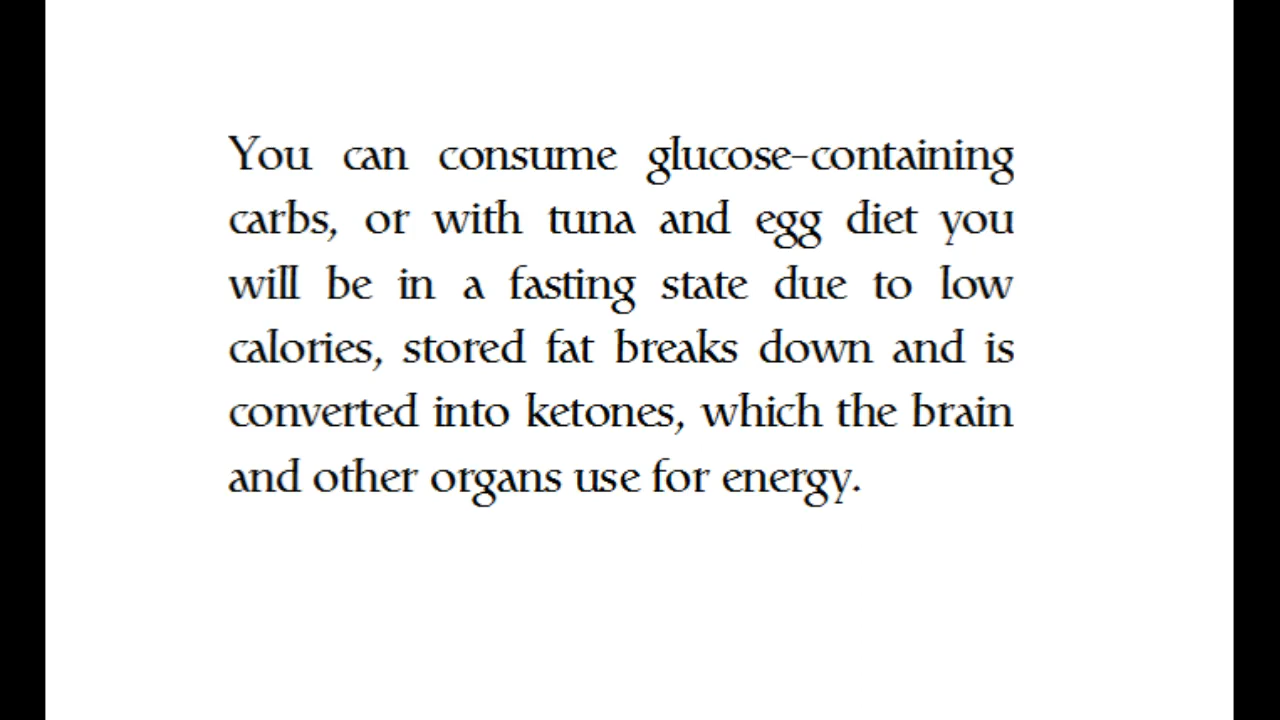 You can consume glucose-containing
carbs, or with tuna and egg diet you
will be in a fasting state due to low
calories, stored fat breaks down and is
converted into ketones, which the brain
and other organs use for energy.